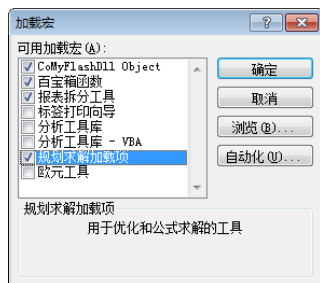 加载宏
可用加载宏(A):
CoMyFlashDll Object
百宝箱函数
报表拆分工具
标签打印向导
分析工具库
分析工具库 - VBA
规划求解加载项
欧元工具
确定
取消
浏览(B)...
自动化(U)...
规划求解加载项
用于优化和公式求解的工具